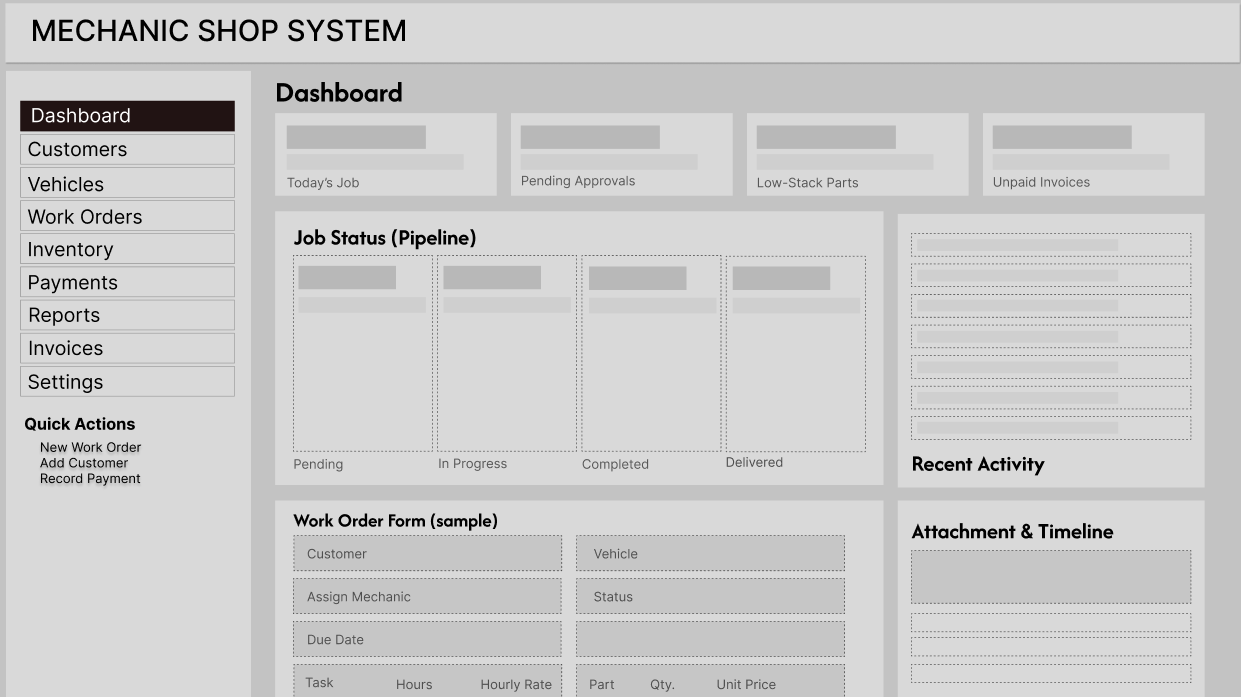 MECHANIC SHOP SYSTEM
Dashboard
Customers
Vehicles
Work Orders
Inventory
Payments
Reports
Invoices
Settings
Quick Actions
New Work Order
Add Customer
Record Payment
Dashboard
Today's Job
Pending Approvals
Low-Stack Parts
Unpaid Invoices
Job Status (Pipeline)
Pending
In Progress
Completed
Delivered
Recent Activity
Work Order Form (sample)
Customer
Vehicle
Assign Mechanic
Status
Due Date
Task Hours Hourly Rate
Part Qty. Unit Price
Attachment & Timeline